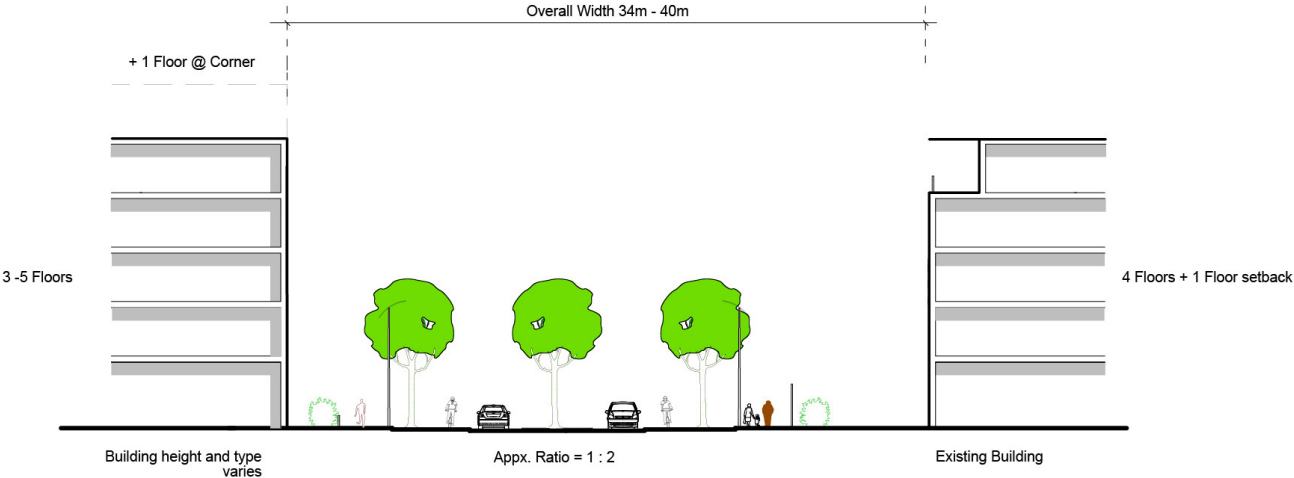 Overall Width 34m - 40m
+ 1 Floor @ Corner
3 -5 Floors
4 Floors + 1 Floor setback
Building height and type
varies
Appx. Ratio = 1 : 2
Existing Building